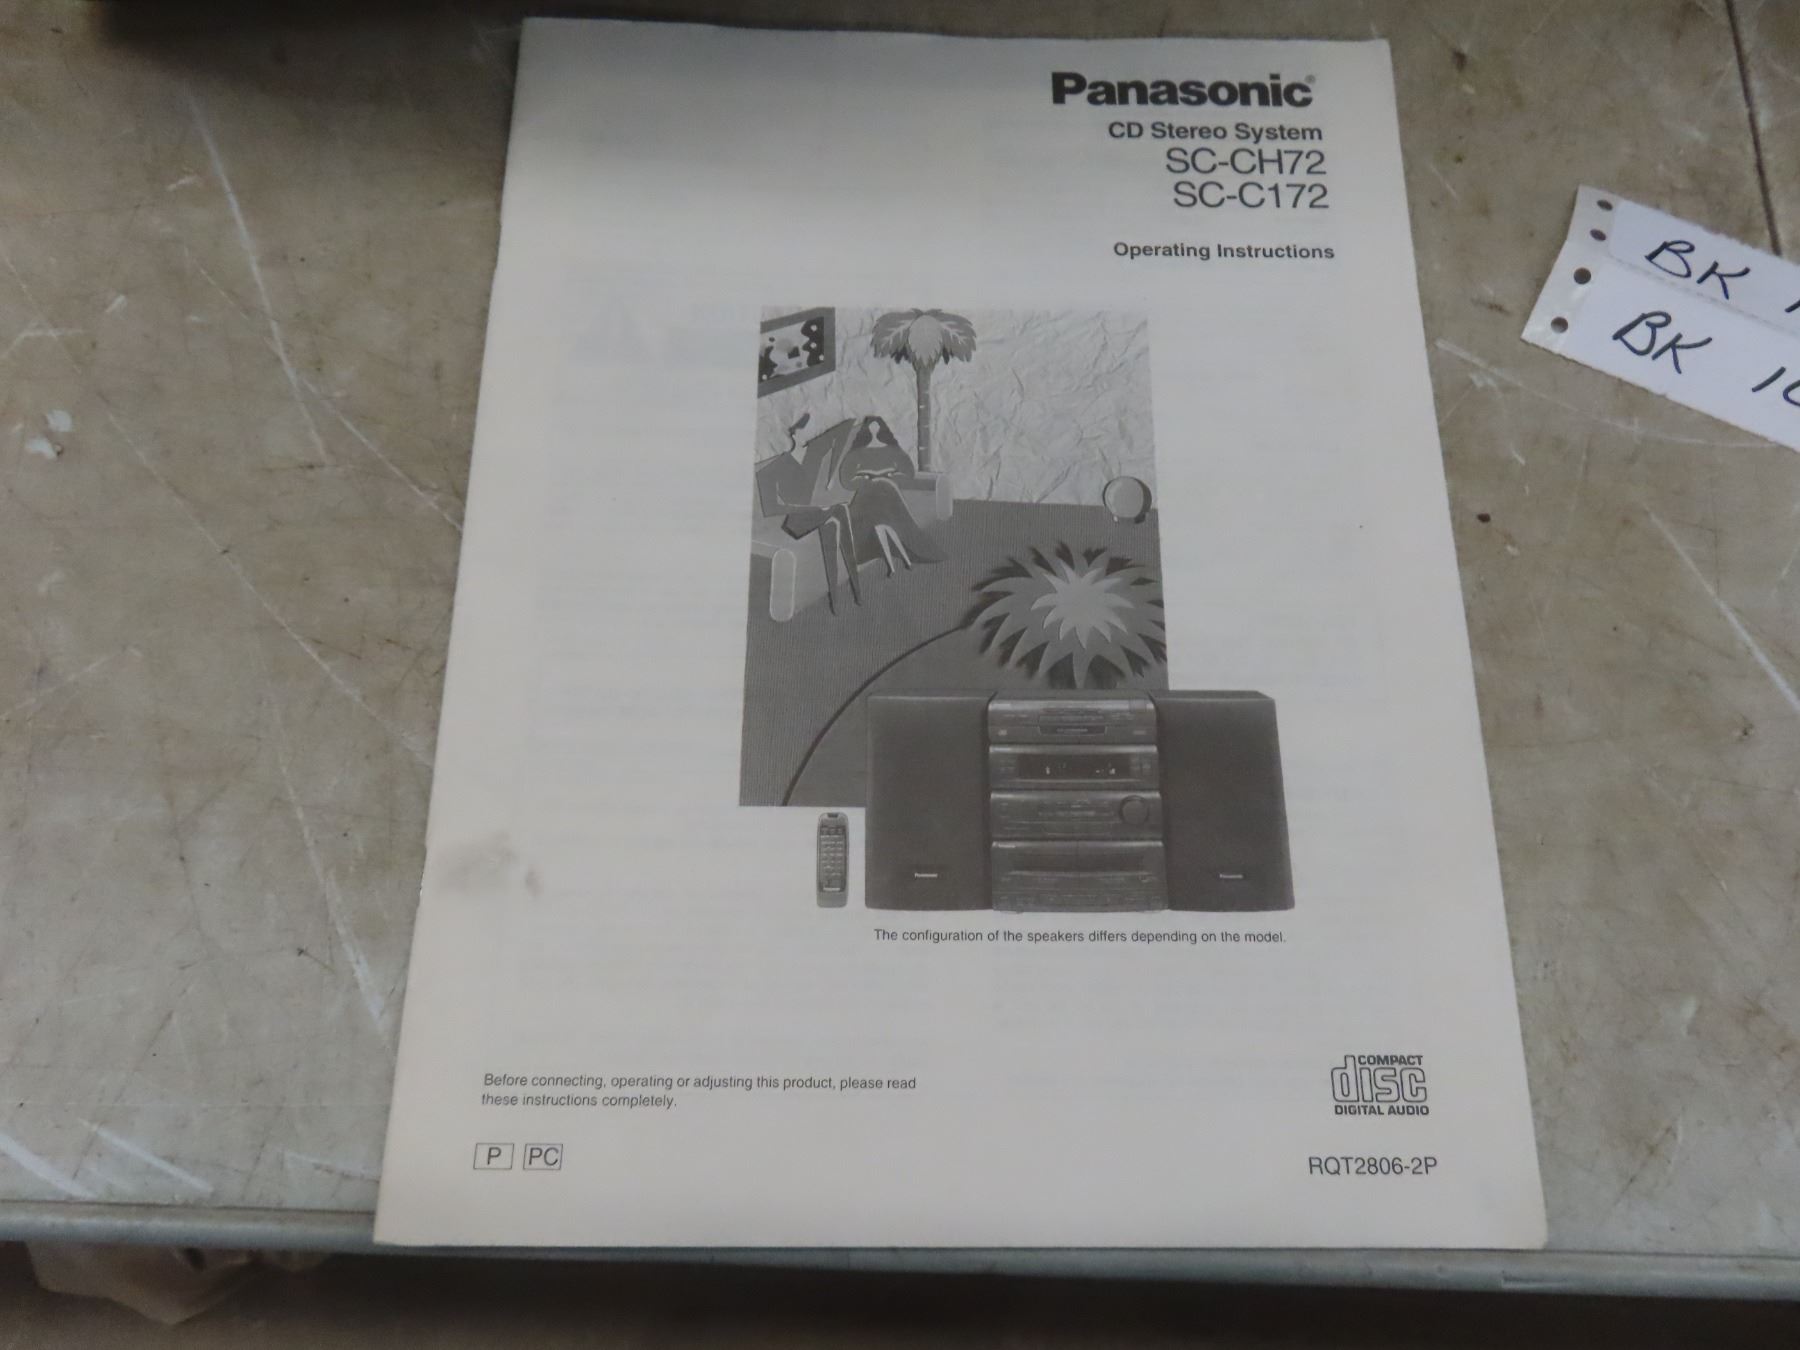 Panasonic®
CD Stereo System
SC-CH72
SC-C172
Operating Instructions
Panasonic
Panasonic
The configuration of the speakers differs depending on the model.
Before connecting, operating or adjusting this product, please read
these instructions completely.
P PC
COMPACT
disc
DIGITAL AUDIO
RQT2806-2P
BK
BK